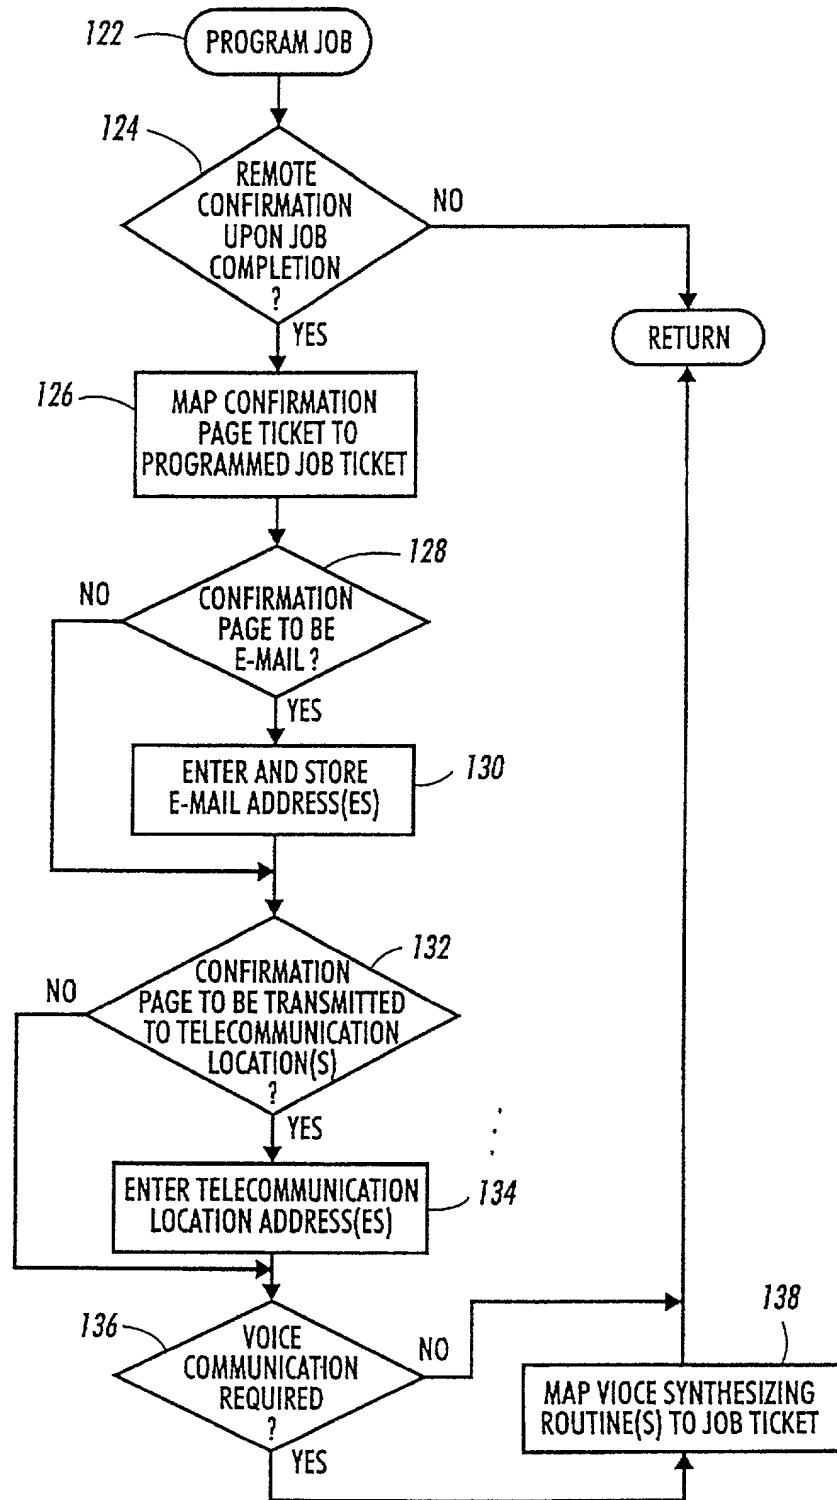 122
PROGRAM JOB
124
REMOTE
CONFIRMATION
UPON JOB
COMPLETION
?
NO
YES
RETURN
126
MAP CONFIRMATION
PAGE TICKET TO
PROGRAMMED JOB TICKET
128
NO
CONFIRMATION
PAGE TO BE
E-MAIL ?
YES
ENTER AND STORE
E-MAIL ADDRESS(ES)
130
132
NO
CONFIRMATION
PAGE TO BE TRANSMITTED
TO TELECOMMUNICATION
LOCATION(S)
?
YES
ENTER TELECOMMUNICATION
LOCATION ADDRESS(ES)
134
136
VOICE
COMMUNICATION
REQUIRED
?
NO
YES
138
MAP VIOCE SYNTHESIZING
ROUTINE(S) TO JOB TICKET